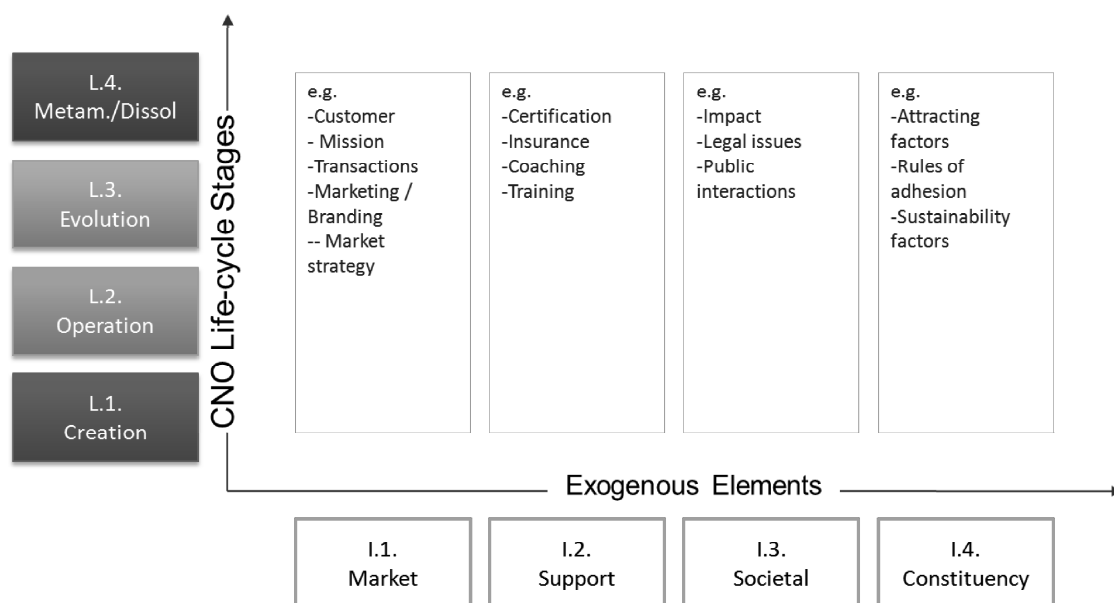 L.4.
Metam./Dissol
L.3.
Evolution
L.2.
Operation
L.1.
Creation
CNO Life-cycle Stages
e.g.
-Customer
- Mission
-Transactions
-Marketing /
Branding
-- Market
strategy
e.g.
-Certification
-Insurance
-Coaching
-Training
e.g.
-Impact
-Legal issues
-Public
interactions
e.g.
-Attracting
factors
-Rules of
adhesion
-Sustainability
factors
Exogenous Elements
I.1.
Market
I.2.
Support
I.3.
Societal
I.4.
Constituency